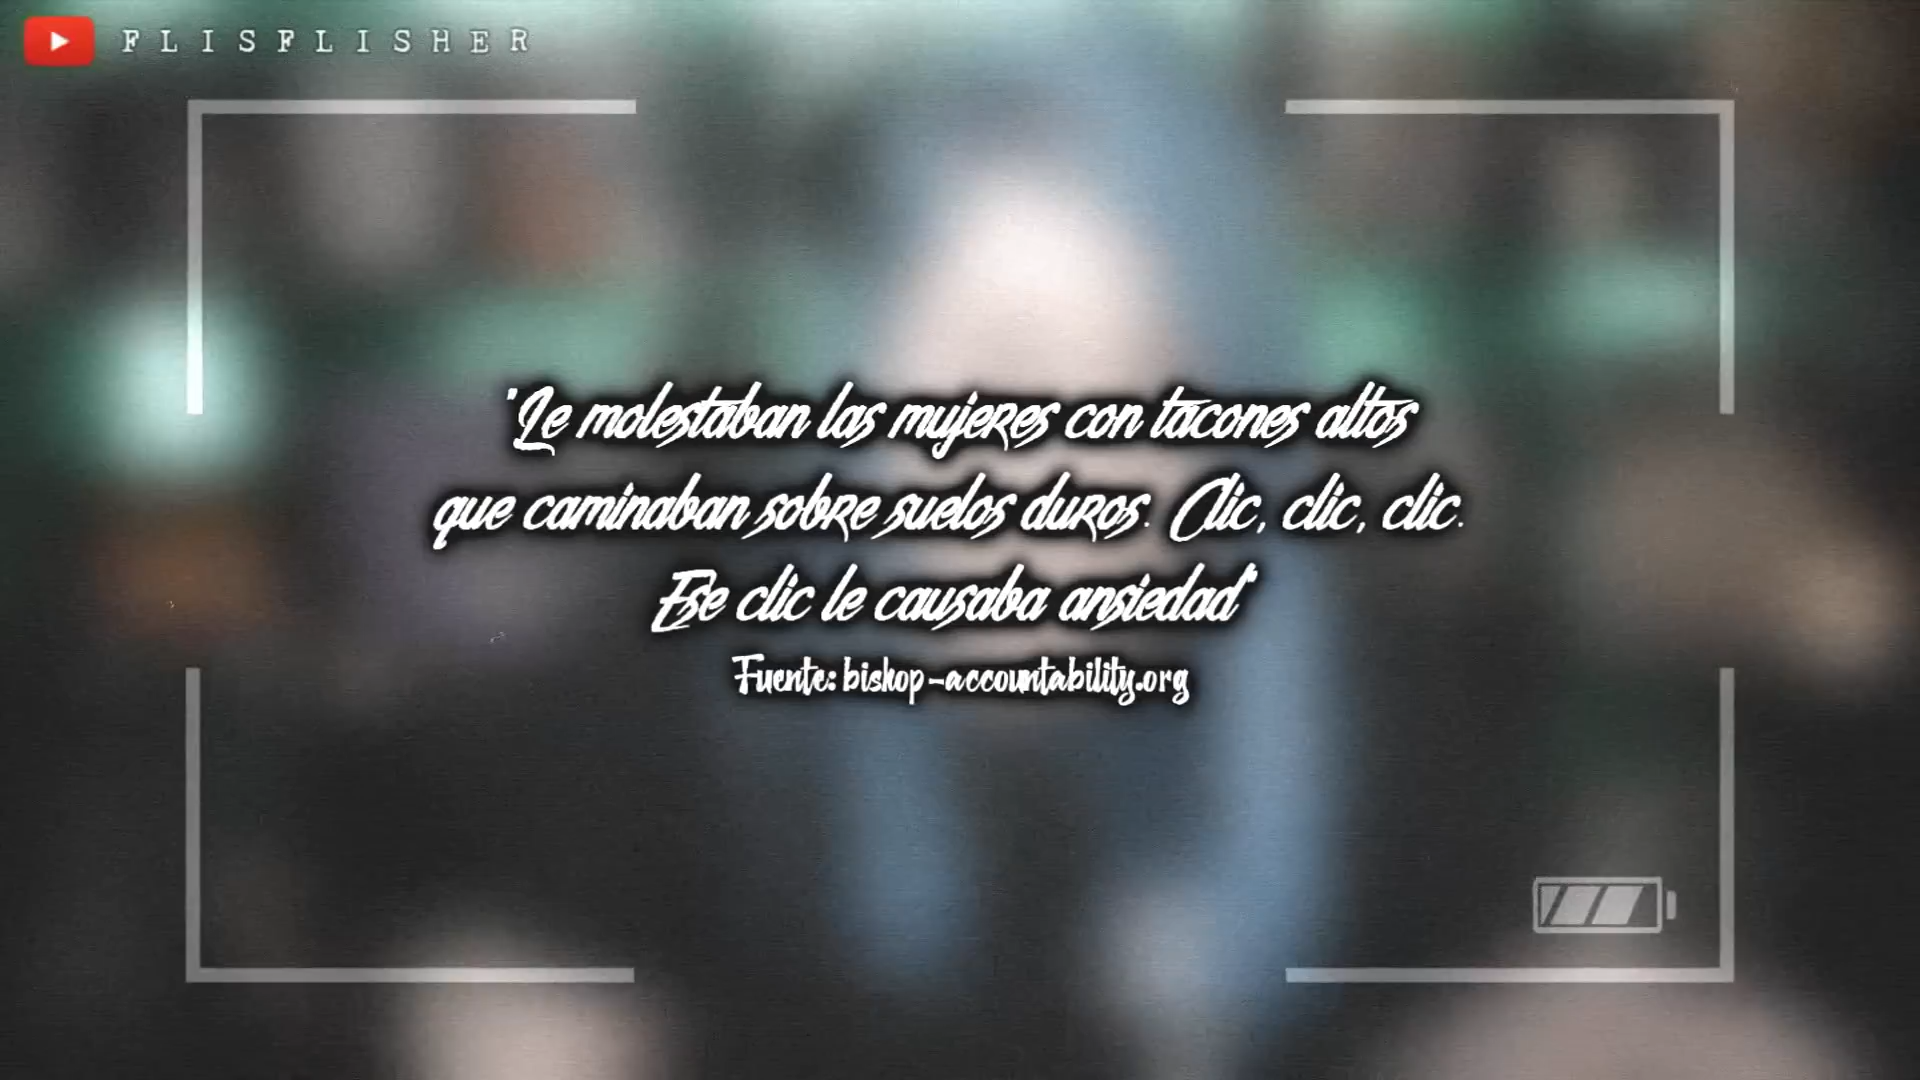 FLISFLISHER
"Le molestaban las mujeres con tacones altos
que caminaban sobre suelos duros. Clic, clic, clic.
Ese clic le causaba ansiedad"
Fuente: bishop-accountability.org